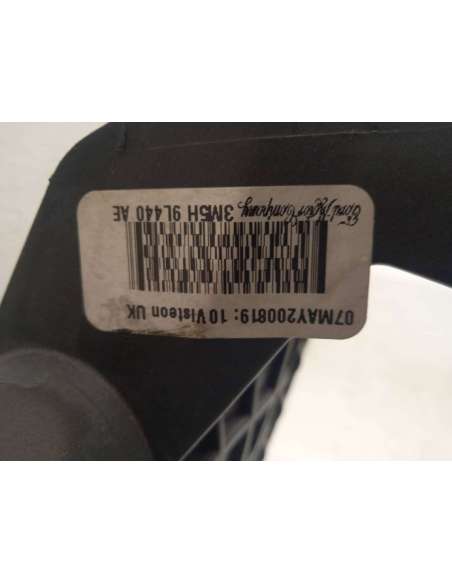 07MAY200819:10 Visteon UK
Ford Motor Company 3M5H 9L440 AE